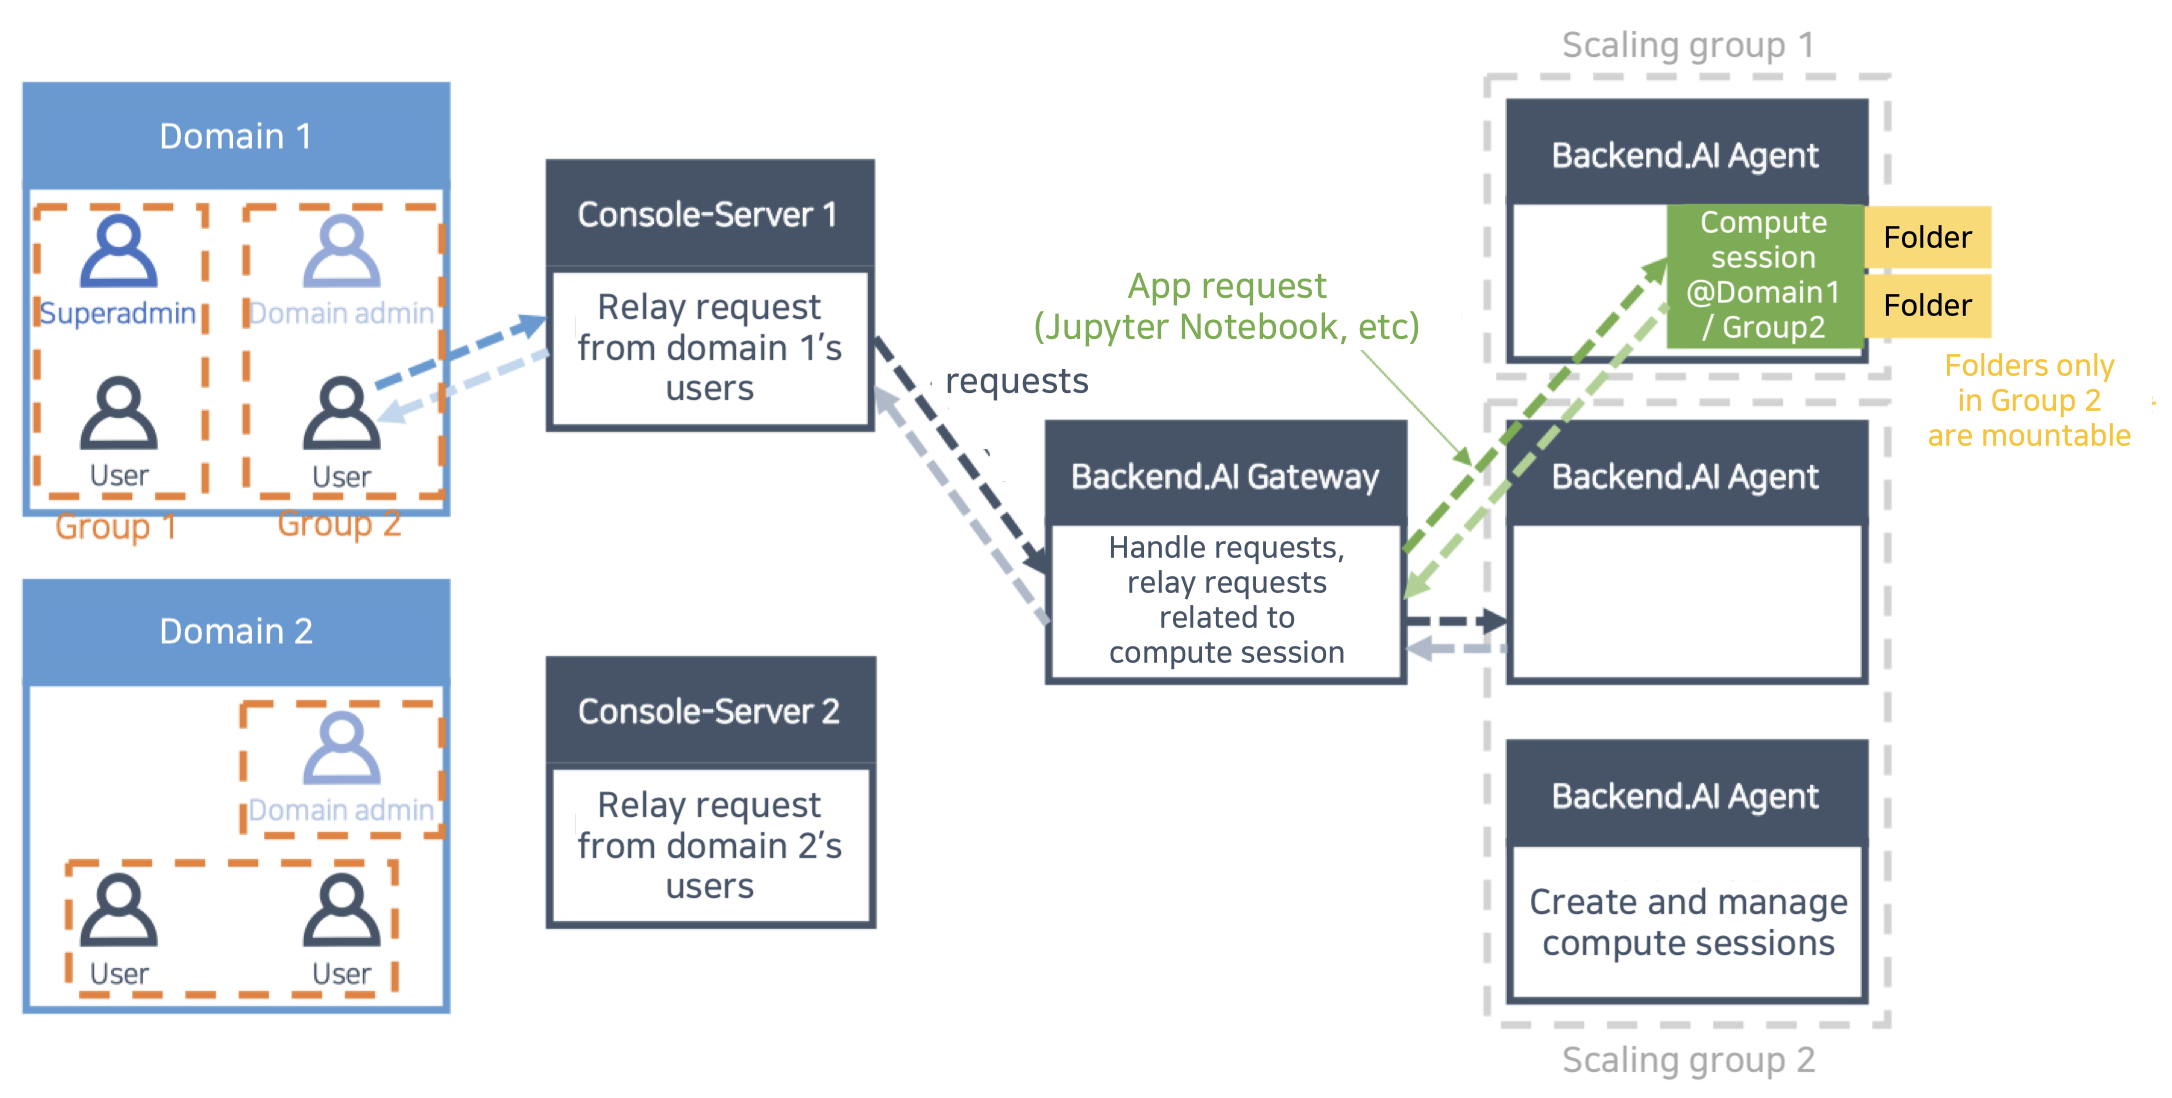 Domain 1
Superadmin
Domain admin
User
User
Group 1
Group 2
Domain 2
Domain admin
User
User
Console-Server 1
Relay request
from domain 1's
users
Console-Server 2
Relay request
from domain 2's
users
requests
App request
(Jupyter Notebook, etc)
Backend.AI Gateway
Handle requests,
relay requests
related to
compute session
Scaling group 1
Backend.AI Agent
Compute
session
@Domain1
/ Group2
Folder
Folder
Folders only
in Group 2
are mountable
Backend.AI Agent
Backend.AI Agent
Create and manage
compute sessions
Scaling group 2